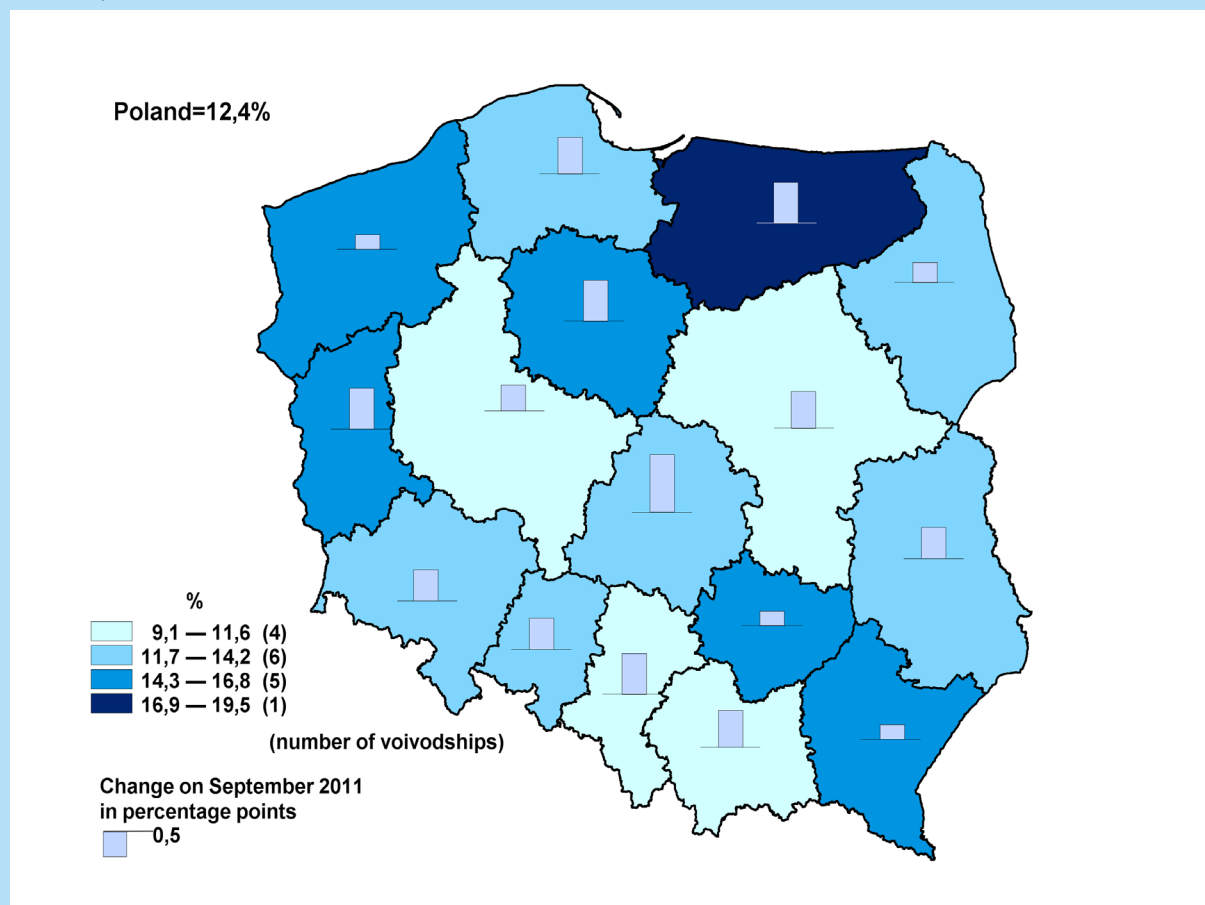 Poland=12,4%
%
9,1 — 11,6 (4)
11,7 — 14,2 (6)
14,3 — 16,8 (5)
16,9 — 19,5 (1)
(number of voivodships)
Change on September 2011
in percentage points
0,5